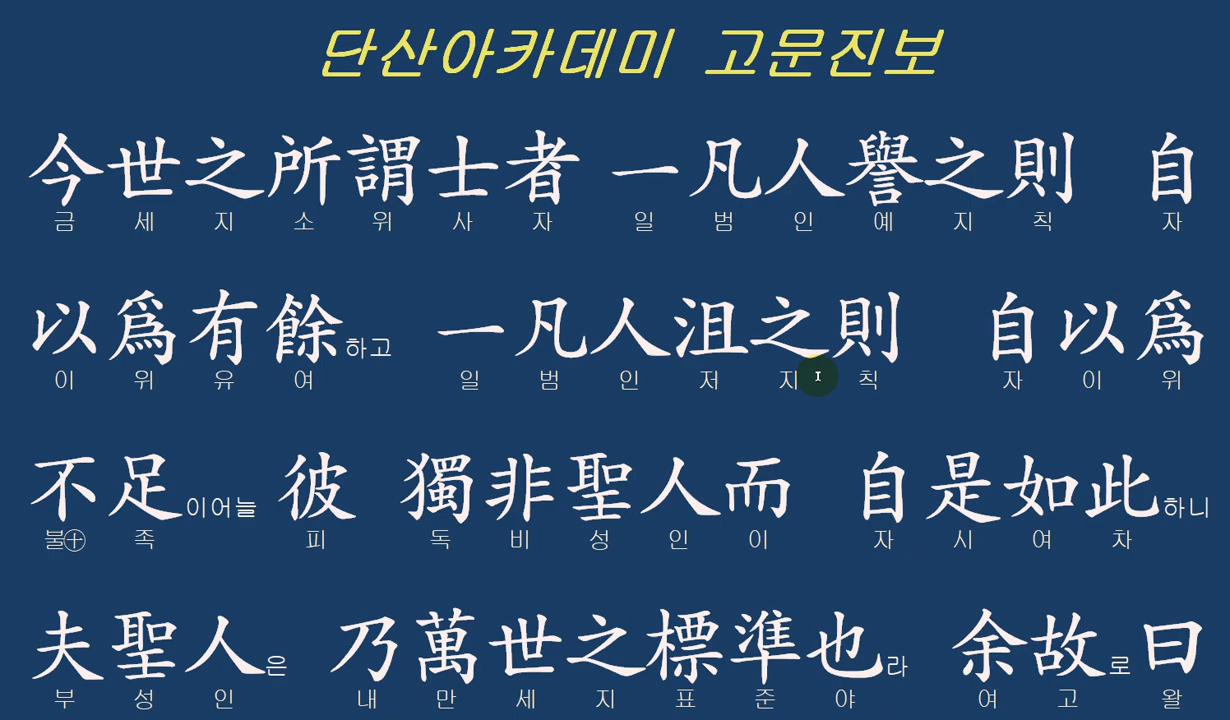 단산아카데미 고문진보
今世之所謂士者 一凡人譽之則 自
금 세 지 소 위 사 자 일 범 인 예 지 칙 자
以爲有餘하고 一凡人沮之則 自以爲
이 위 유 여 일 범 인 저 지 칙 자 이 위
不足이어늘 彼 獨非聖人而 自是如此하니
불㊉ 족 피 독 비 성 인 이 자 시 여 차
夫聖人은 乃萬世之標準也라 余故로 曰
부 성 인 내 만 세 지 표 준 야 여 고 왈